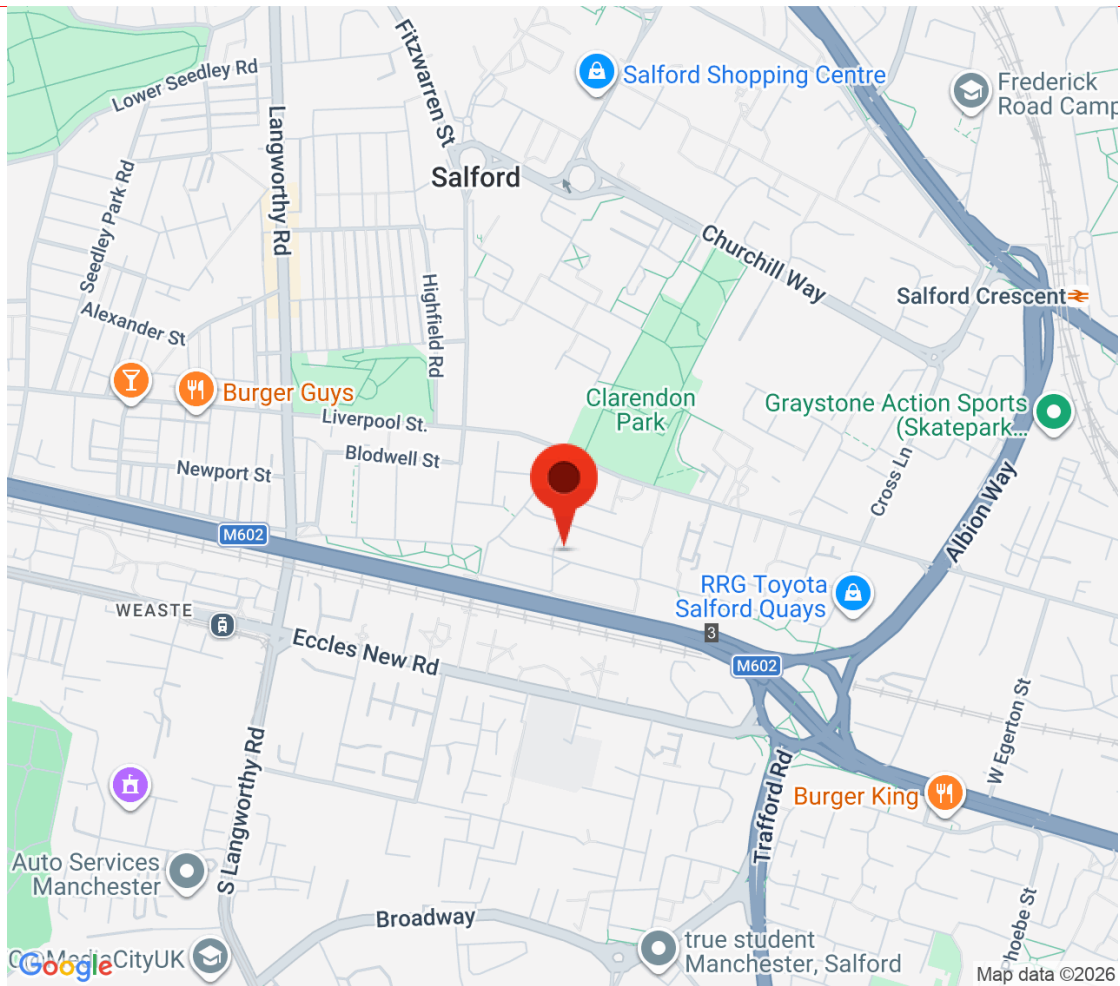 Lower Seedley Rd
Fitzwarren St
Salford Shopping Centre
Frederick
Road Camp
Langworthy Rd
Salford
Seedley Park Rd
Churchill Way
Highfield Rd
Salford Crescent
Alexander St
Burger Guys
Clarendon
Park
Graystone Action Sports
(Skatepark...
Liverpool St.
Blodwell St
Newport St
Cross Ln
Albion Way
M602
RRG Toyota
Salford Quays
WEASTE
3
Eccles New Rd
M602
W Egerton St
S Langworthy Rd
Trafford Rd
Burger King
Auto Services
Manchester
Phoebe St
Broadway
true student
Manchester, Salford
@MediaCityUK
Google
Map data ©2026